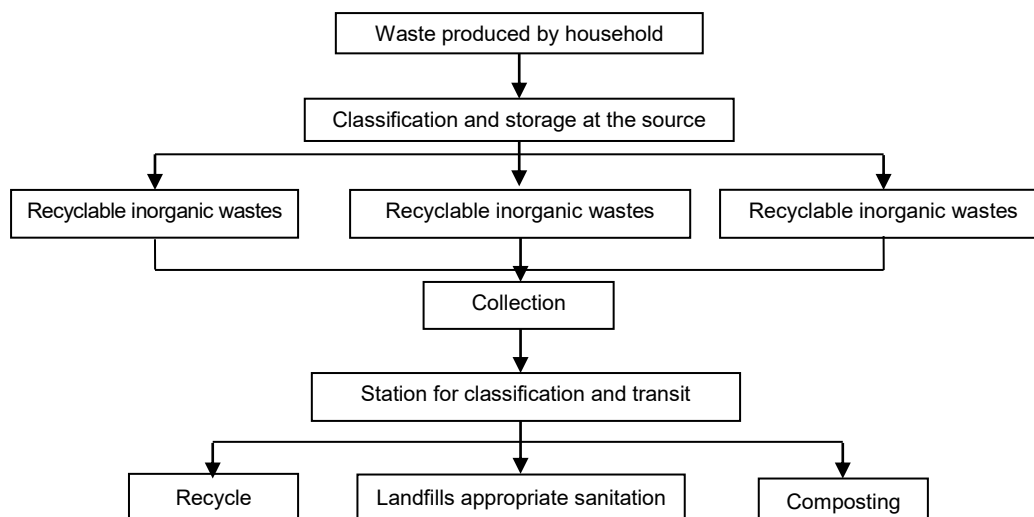 Waste produced by household
Classification and storage at the source
Recyclable inorganic wastes
Recyclable inorganic wastes
Recyclable inorganic wastes
Collection
Station for classification and transit
Recycle
Landfills appropriate sanitation
Composting